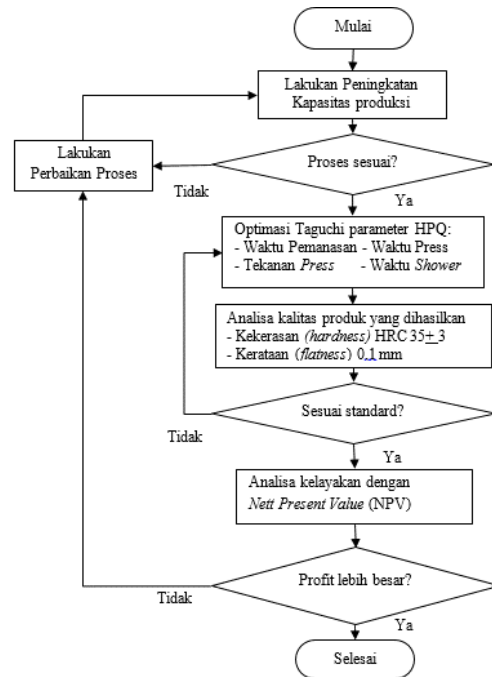 Mulai
Lakukan Peningkatan
Kapasitas produksi
Lakukan
Perbaikan Proses
Proses sesuai?
Tidak
Ya
Optimasi Taguchi parameter HPQ:
- Waktu Pemanasan - Waktu Press
- Tekanan Press - Waktu Shower
Analisa kalitas produk yang dihasilkan
- Kekerasan (hardness) HRC 35± 3
- Kerataan (flatness) 0,1 mm
Sesuai standard?
Tidak
Ya
Analisa kelayakan dengan
Nett Present Value (NPV)
Profit lebih besar?
Tidak
Ya
Selesai